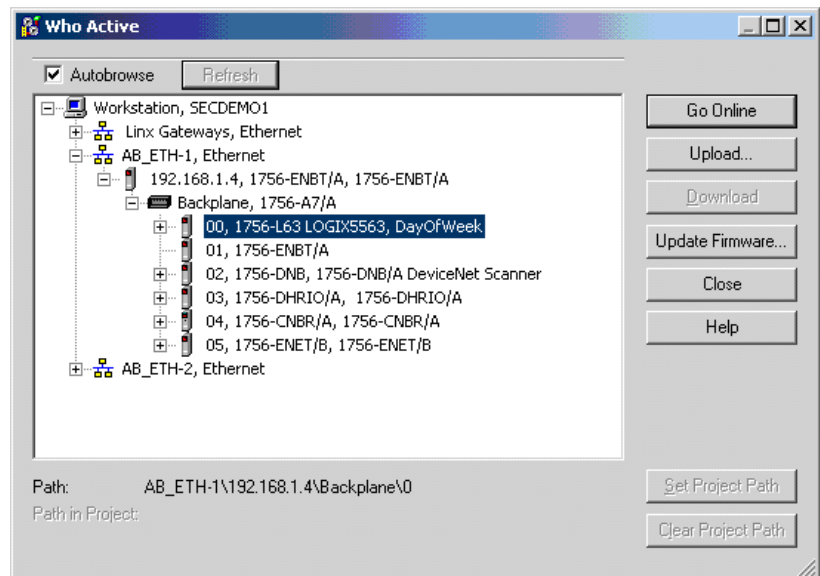 Who Active
Autobrowse
Refresh
Workstation, SECDEMO1
Linx Gateways, Ethernet
AB_ETH-1, Ethernet
192.168.1.4, 1756-ENBT/A, 1756-ENBT/A
Backplane, 1756-A7/A
00, 1756-L63 LOGIX5563, DayOfWeek
01, 1756-ENBT/A
02, 1756-DNB, 1756-DNB/A DeviceNet Scanner
03, 1756-DHRIO/A, 1756-DHRIO/A
04, 1756-CNBR/A, 1756-CNBR/A
05, 1756-ENET/B, 1756-ENET/B
AB_ETH-2, Ethernet
Go Online
Upload...
Download
Update Firmware...
Close
Help
Path: AB_ETH-1\192.168.1.4\Backplane\0
Path in Project:
Set Project Path
Clear Project Path